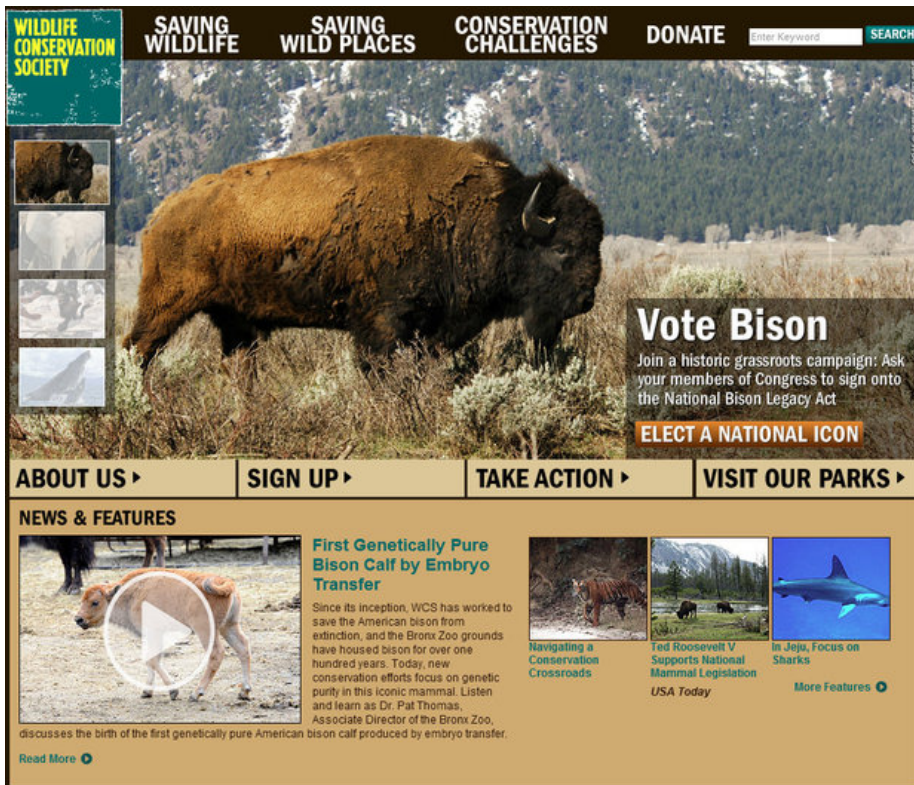 WILDLIFE
CONSERVATION
SOCIETY
SAVING
WILDLIFE
SAVING
WILD PLACES
CONSERVATION
CHALLENGES
DONATE
Enter Keyword
SEARCH
Vote Bison
Join a historic grassroots campaign: Ask
your members of Congress to sign onto
the National Bison Legacy Act
ELECT A NATIONAL ICON
ABOUT US
SIGN UP
TAKE ACTION
VISIT OUR PARKS
NEWS & FEATURES
First Genetically Pure
Bison Calf by Embryo
Transfer
Since its inception, WCS has worked to
save the American bison from
extinction, and the Bronx Zoo grounds
have housed bison for over one
hundred years. Today, new
conservation efforts focus on genetic
purity in this iconic mammal. Listen
and learn as Dr. Pat Thomas,
Associate Director of the Bronx Zoo,
discusses the birth of the first genetically pure American bison calf produced by embryo transfer.
Read More
Navigating a
Conservation
Crossroads
Ted Roosevelt V
Supports National
Mammal Legislation
USA Today
In Jeju, Focus on
Sharks
More Features